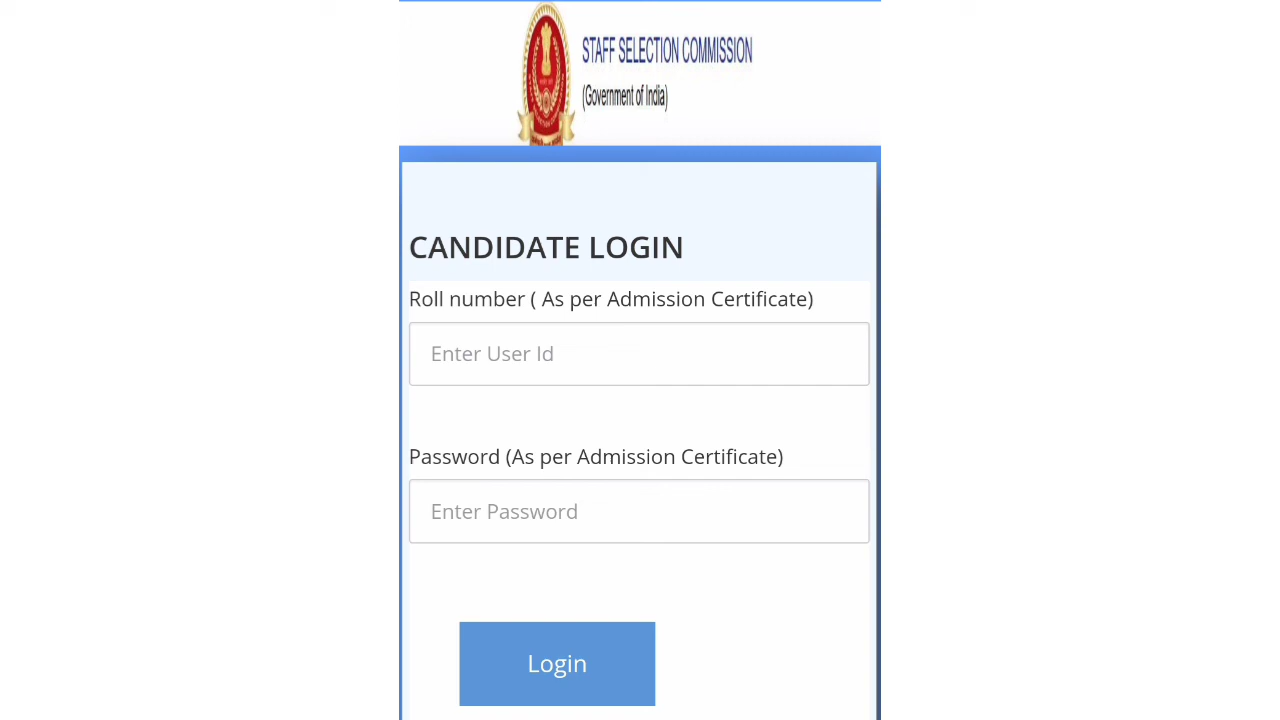 STAFF SELECTION COMMISSION
(Government of India)
CANDIDATE LOGIN
Roll number ( As per Admission Certificate)
Enter User Id
Password (As per Admission Certificate)
Enter Password
Login